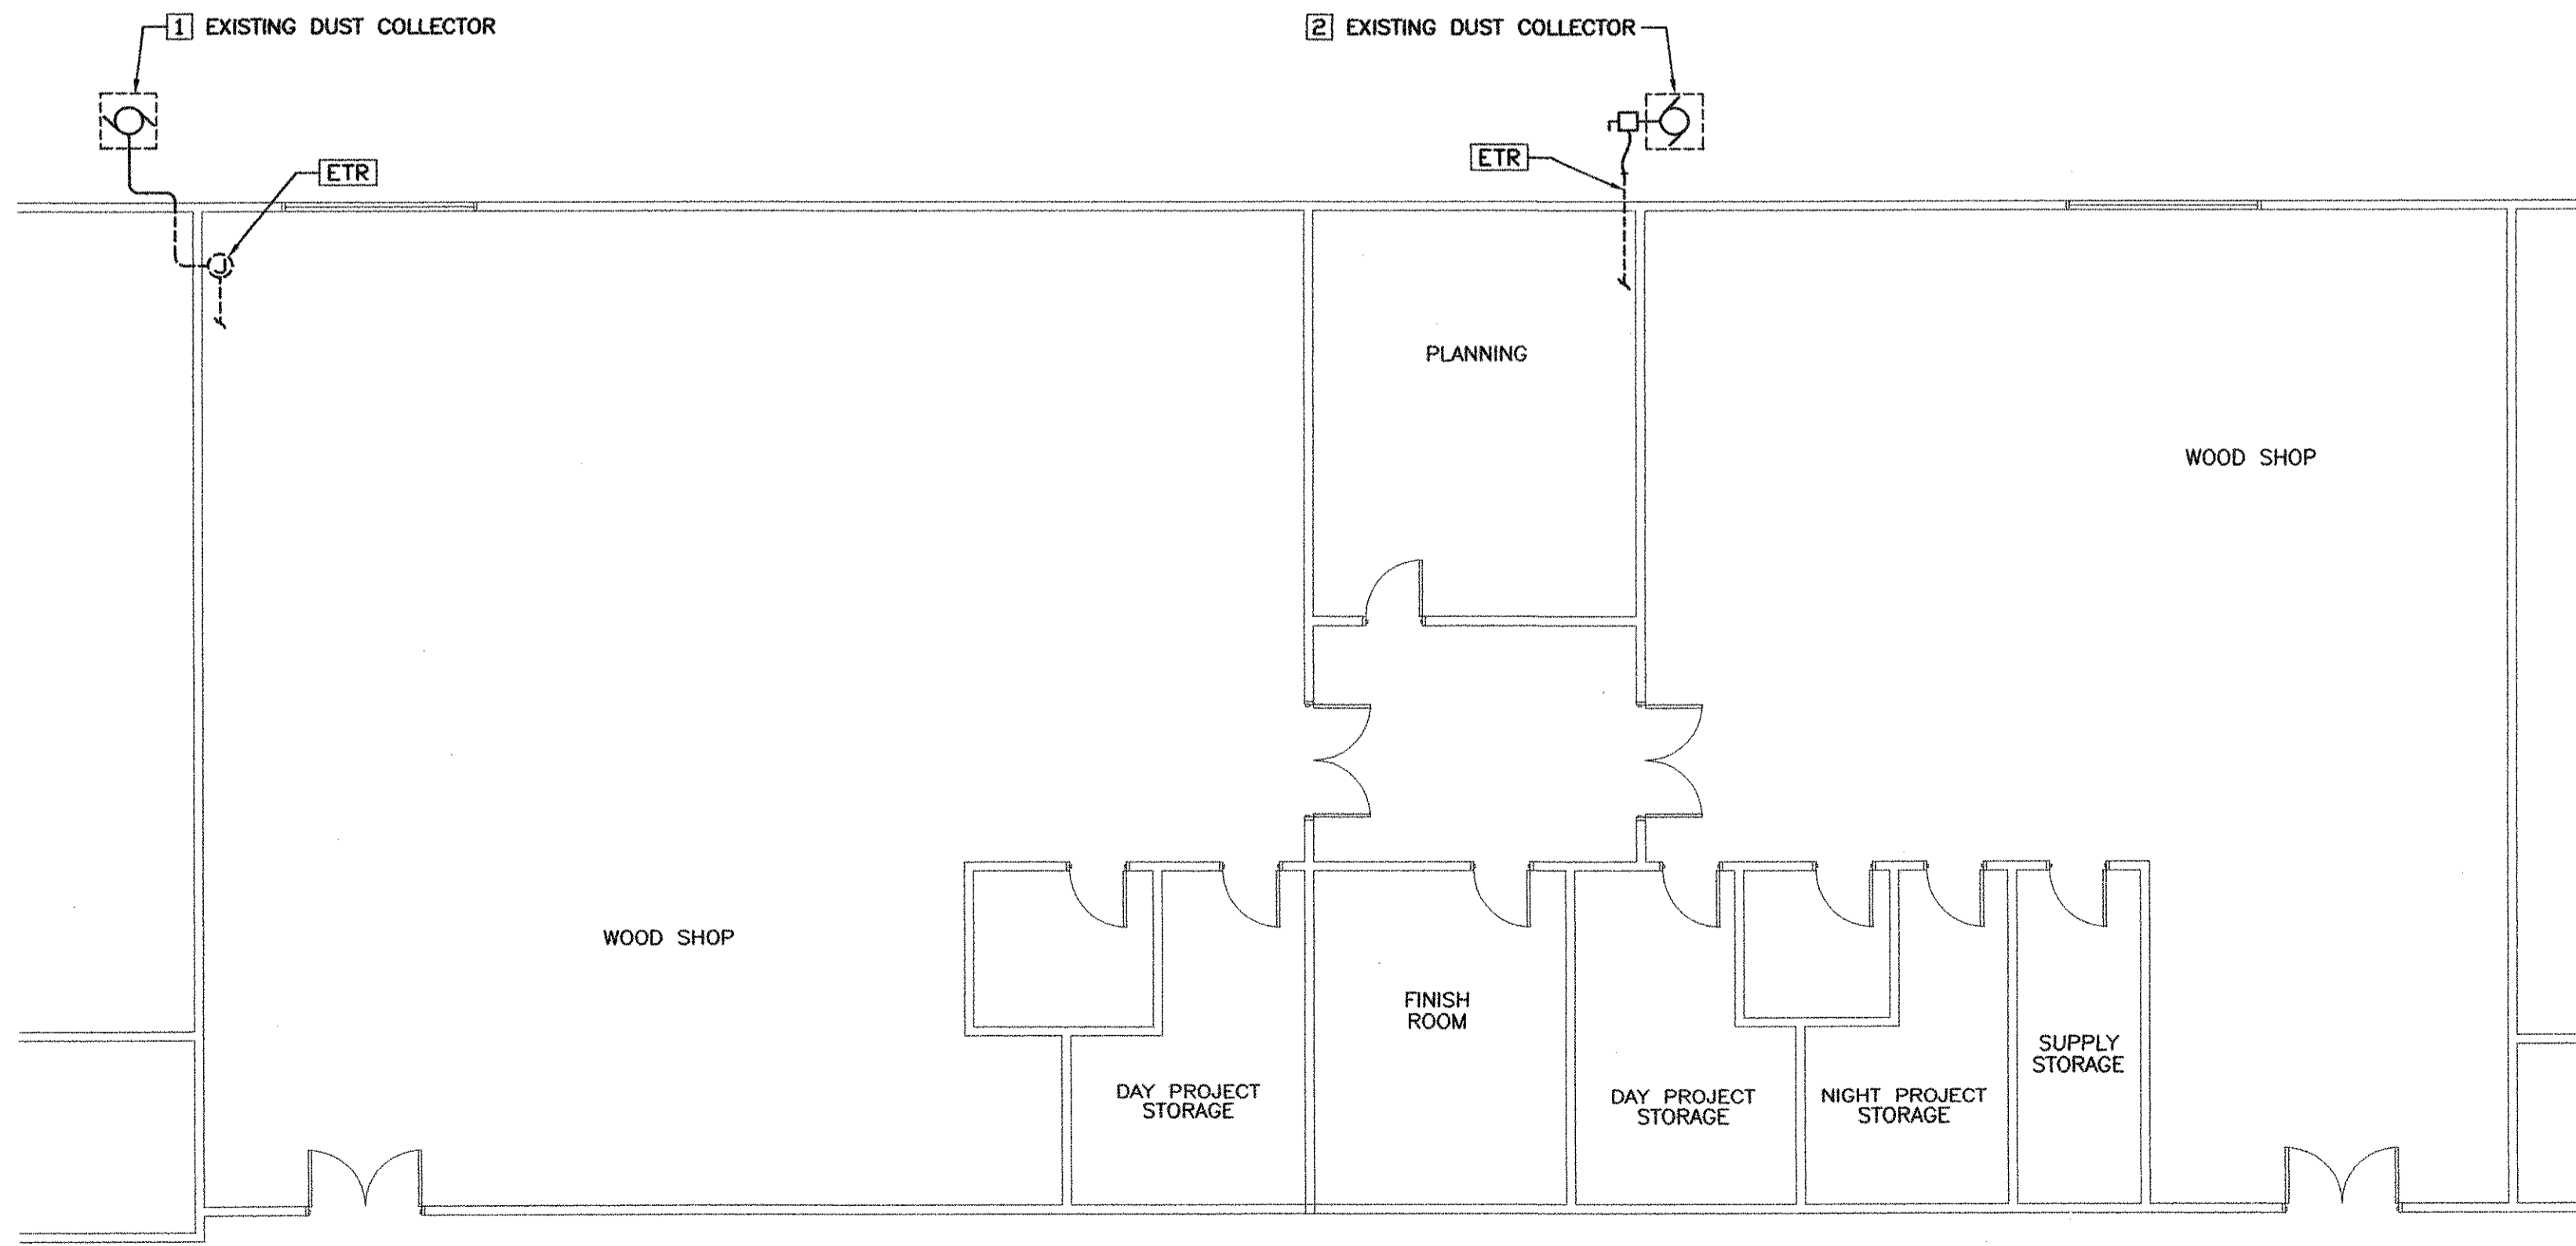 1 EXISTING DUST COLLECTOR
2 EXISTING DUST COLLECTOR
ETR
ETR
J
PLANNING
WOOD SHOP
WOOD SHOP
FINISH
ROOM
DAY PROJECT
STORAGE
DAY PROJECT
STORAGE
NIGHT PROJECT
STORAGE
SUPPLY
STORAGE